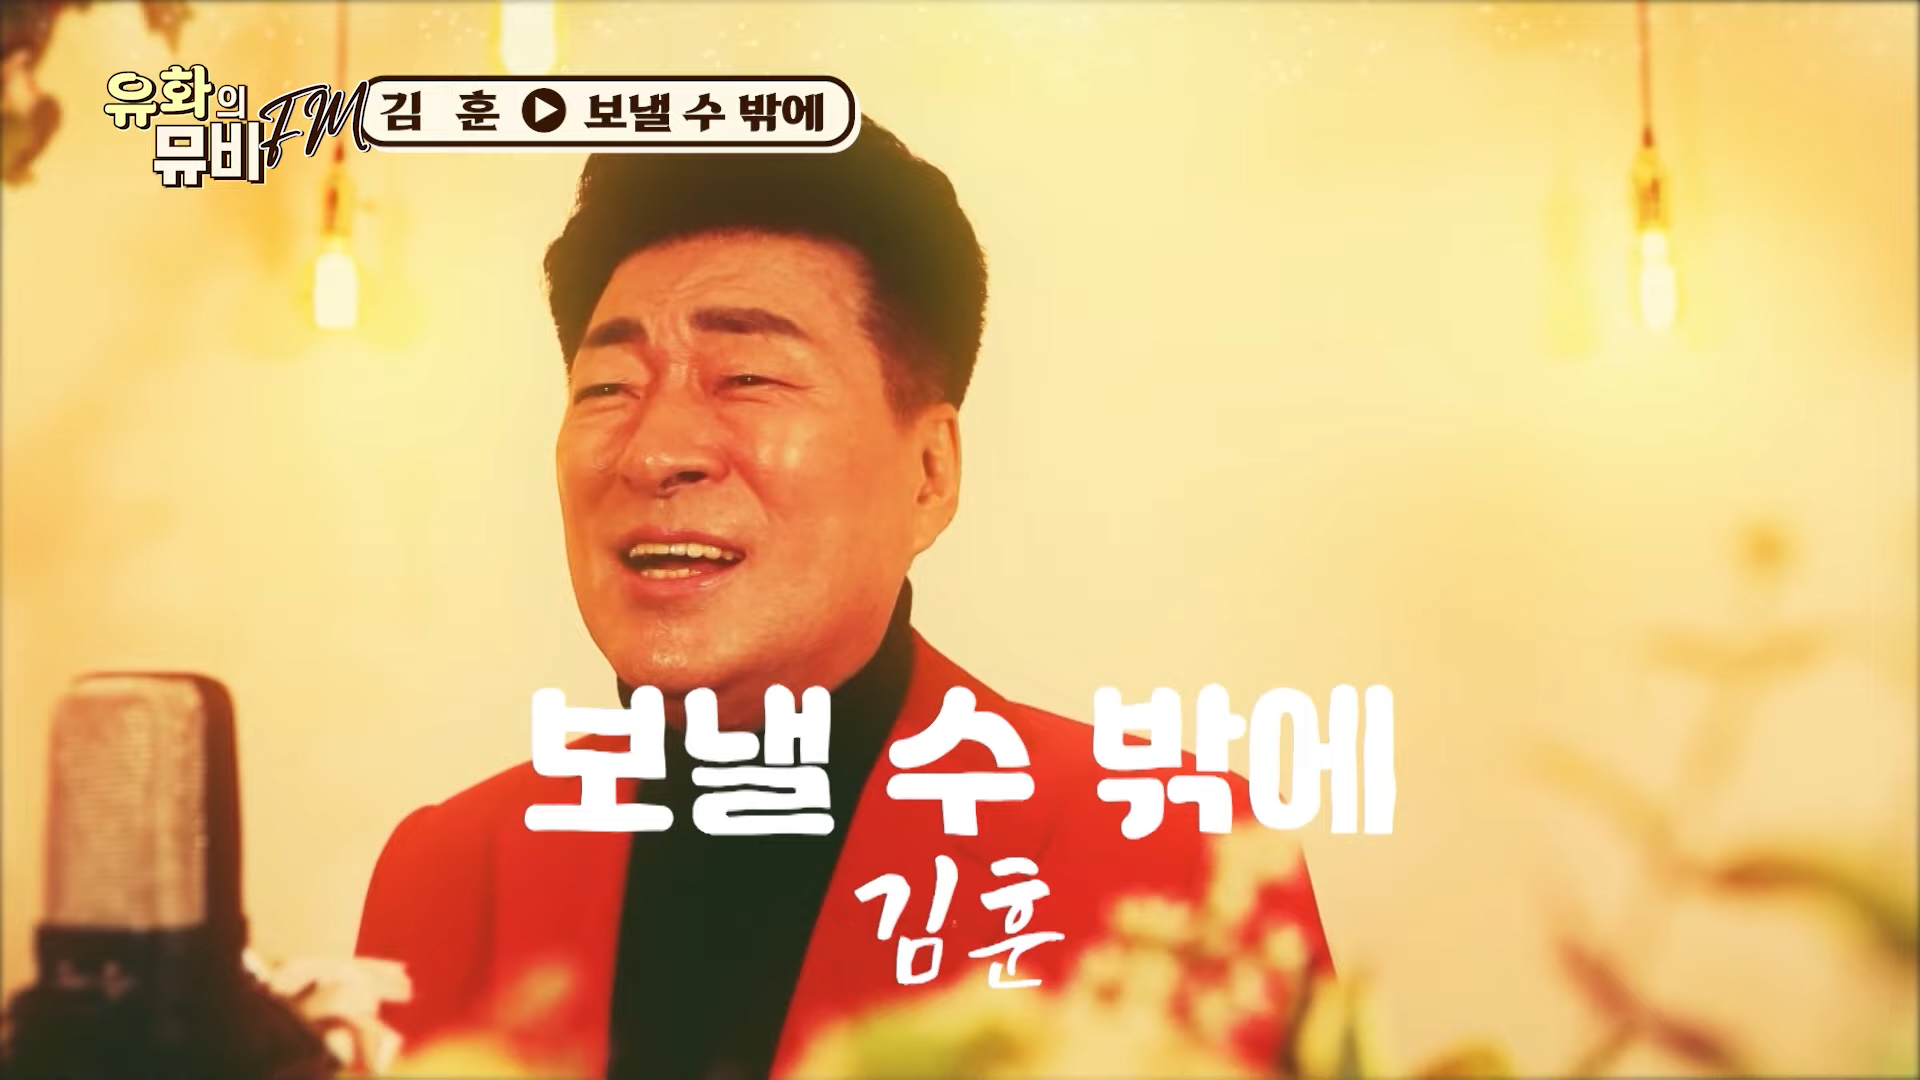 유화의
뮤비 FM
김 훈 ▶ 보낼 수 밖에
보낼 수 밖에
김훈